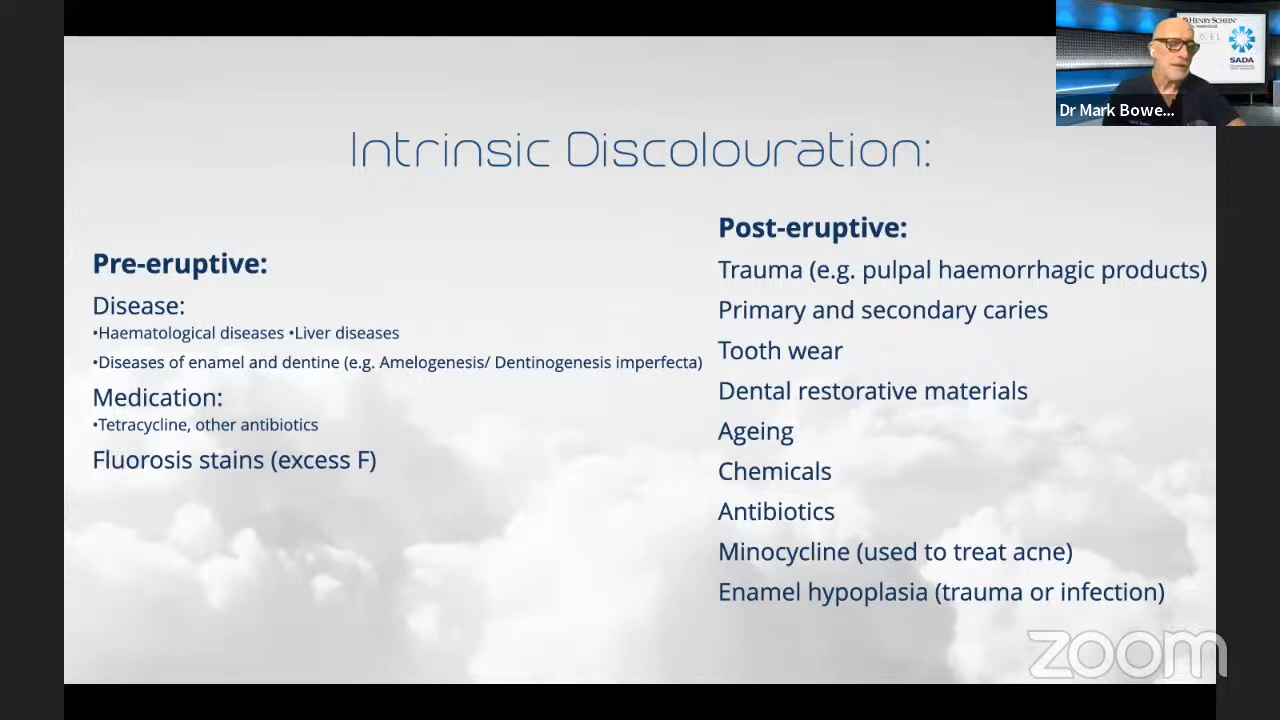 Intrinsic Discolouration:
Pre-eruptive:
Disease:
•Haematological diseases •Liver diseases
•Diseases of enamel and dentine (e.g. Amelogenesis/ Dentinogenesis imperfecta)
Medication:
•Tetracycline, other antibiotics
Fluorosis stains (excess F)
Post-eruptive:
Trauma (e.g. pulpal haemorrhagic products)
Primary and secondary caries
Tooth wear
Dental restorative materials
Ageing
Chemicals
Antibiotics
Minocycline (used to treat acne)
Enamel hypoplasia (trauma or infection)
HENRY SCHEIN
SADA
Dr Mark Bowe...
zoom